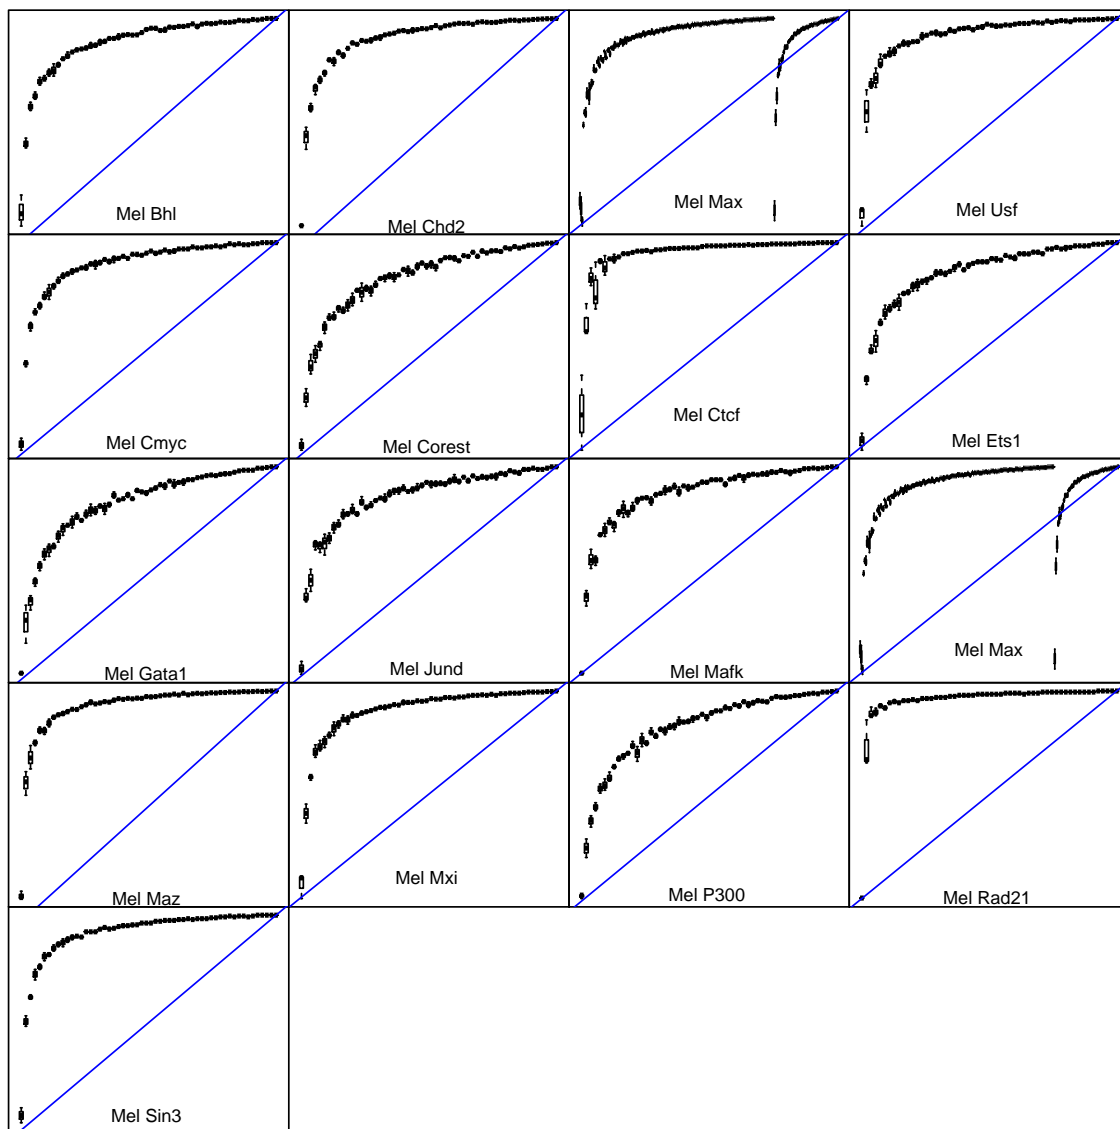 Mel Bhl
Mel Chd2
Mel Max
Mel Usf
Mel Cmyc
Mel Corest
Mel Ctcf
Mel Ets1
Mel Gata1
Mel Jund
Mel Mafk
Mel Max
Mel Maz
Mel Mxi
Mel P300
Mel Rad21
Mel Sin3